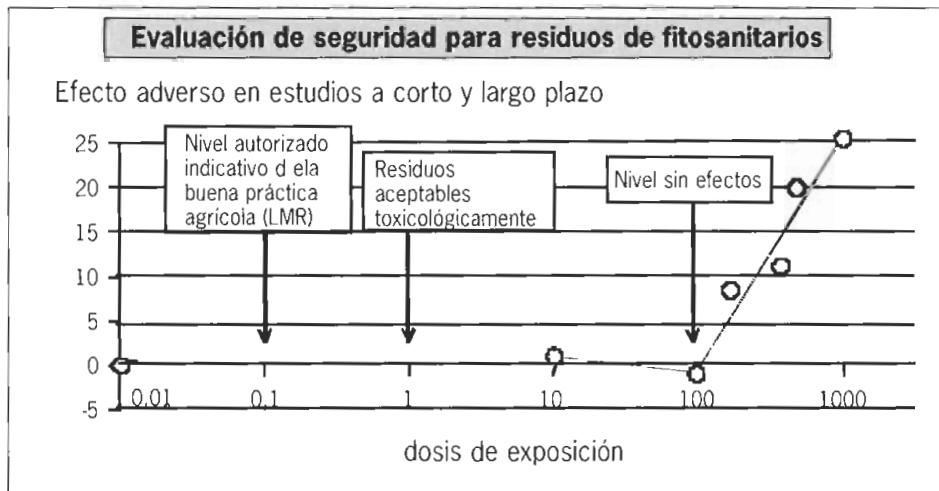 Evaluación de seguridad para residuos de fitosanitarios
Efecto adverso en estudios a corto y largo plazo
25
20
15
10
5
0
-5
Nivel autorizado
indicativo d ela
buena práctica
agrícola (LMR)
Residuos
aceptables
toxicológicamente
Nivel sin efectos
0.01 0.1 1 10 100 1000
dosis de exposición